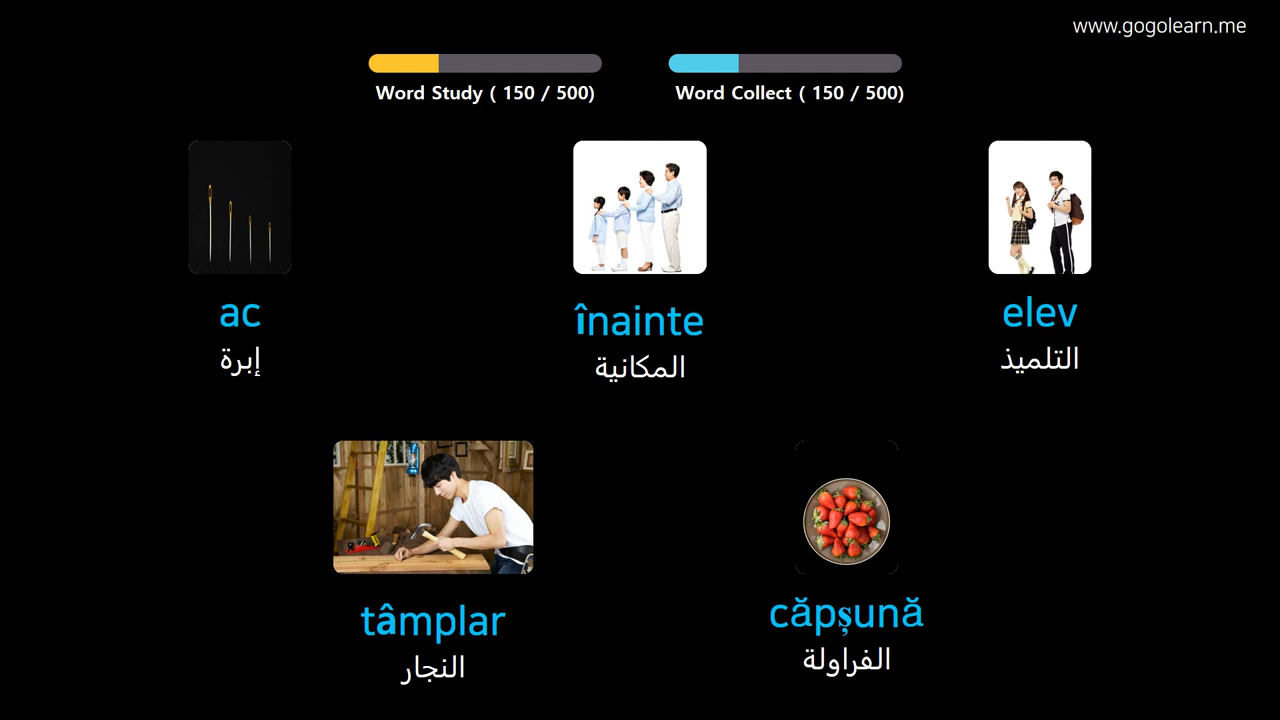 www.gogolearn.me
Word Study ( 150 / 500)
Word Collect ( 150 / 500)
ac
إبرة
înainte
المكانية
elev
التلميذ
tâmplar
النجار
căpșună
الفراولة